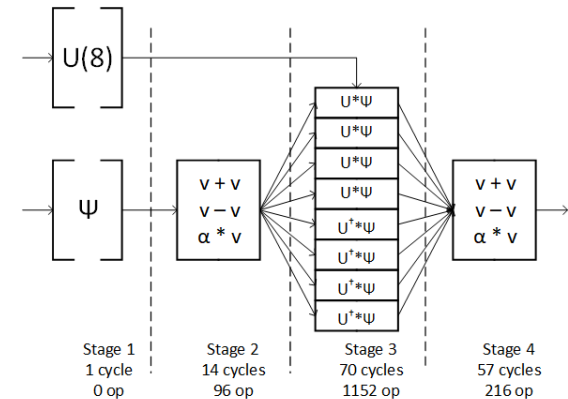 U(8)
Ψ
v + v
v – v
α * v
U*Ψ
U*Ψ
U*Ψ
U*Ψ
U†*Ψ
U†*Ψ
U†*Ψ
U†*Ψ
v + v
v – v
α * v
Stage 1
1 cycle
0 op
Stage 2
14 cycles
96 op
Stage 3
70 cycles
1152 op
Stage 4
57 cycles
216 op